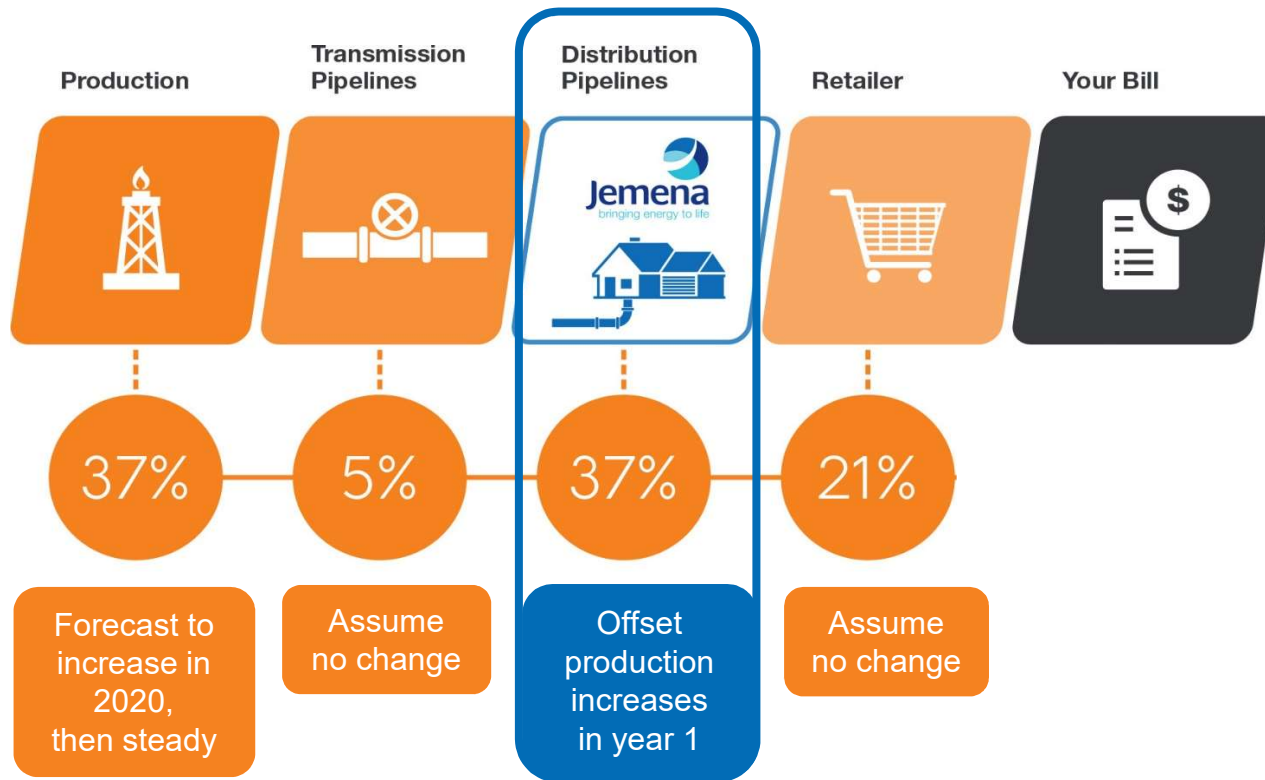 Production
Transmission
Pipelines
Distribution
Pipelines
Retailer
Your Bill
Jemena
bringing energy to life
$
37%
5%
37%
21%
Forecast to
increase in
2020,
then steady
Assume
no change
Offset
production
increases
in year 1
Assume
no change